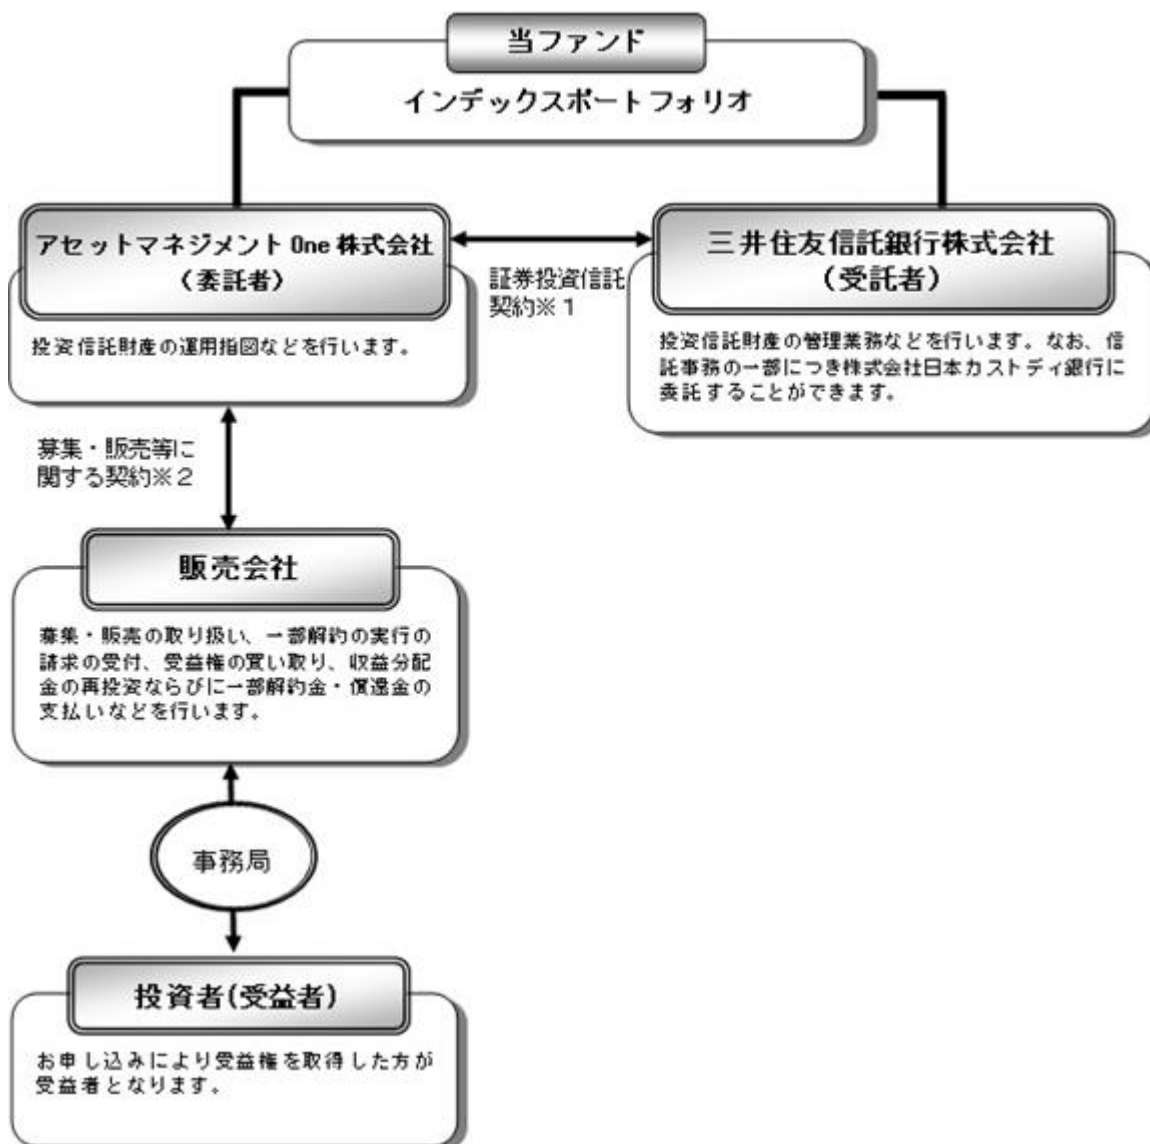 当ファンド
インデックスポートフォリオ
アセットマネジメント One 株式会社
（委託者）
投資信託財産の運用指図などを行います。
証券投資信託
契約※１
三井住友信託銀行株式会社
（受託者）
投資信託財産の管理業務などを行います。なお、信
託事務の一部につき株式会社日本カストディ銀行に
委託することができます。
募集・販売等に
関する契約※２
販売会社
募集・販売の取り扱い、一部解約の実行の
請求の受付、受益権の買い取り、収益分配
金の再投資ならびに一部解約金・償還金の
支払いなどを行います。
事務局
投資者(受益者)
お申し込みにより受益権を取得した方が
受益者となります。